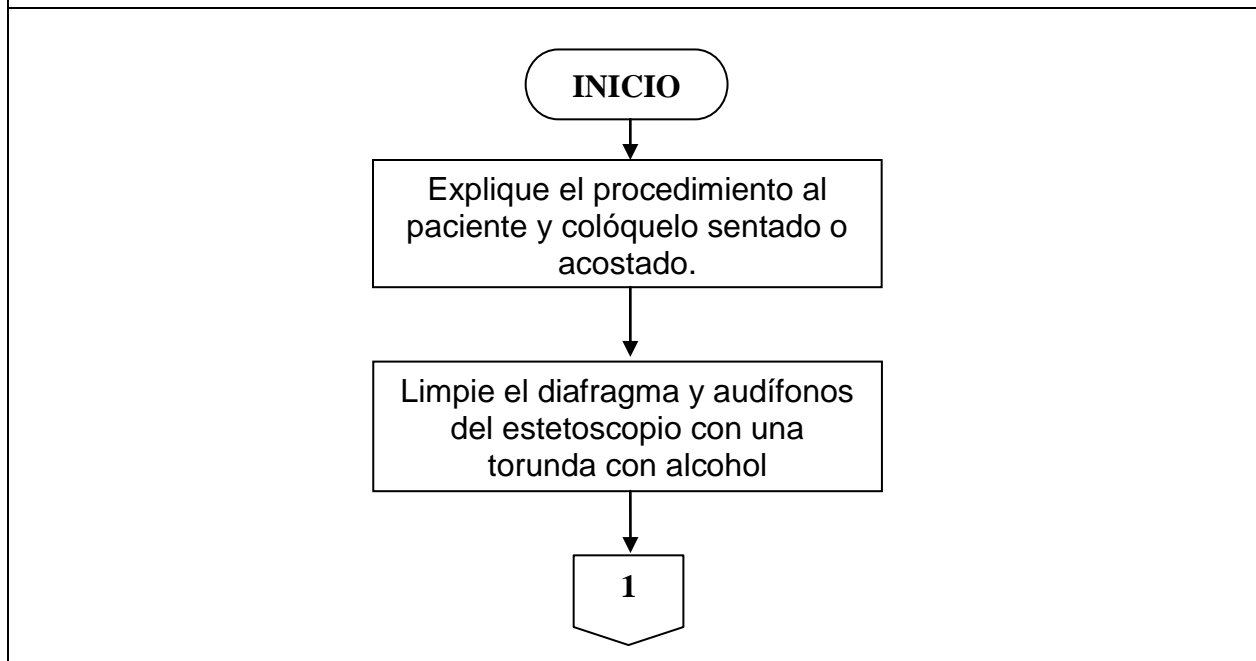 INICIO
Explique el procedimiento al
paciente y colóquelo sentado o
acostado.
Limpie el diafragma y audífonos
del estetoscopio con una
torunda con alcohol
1